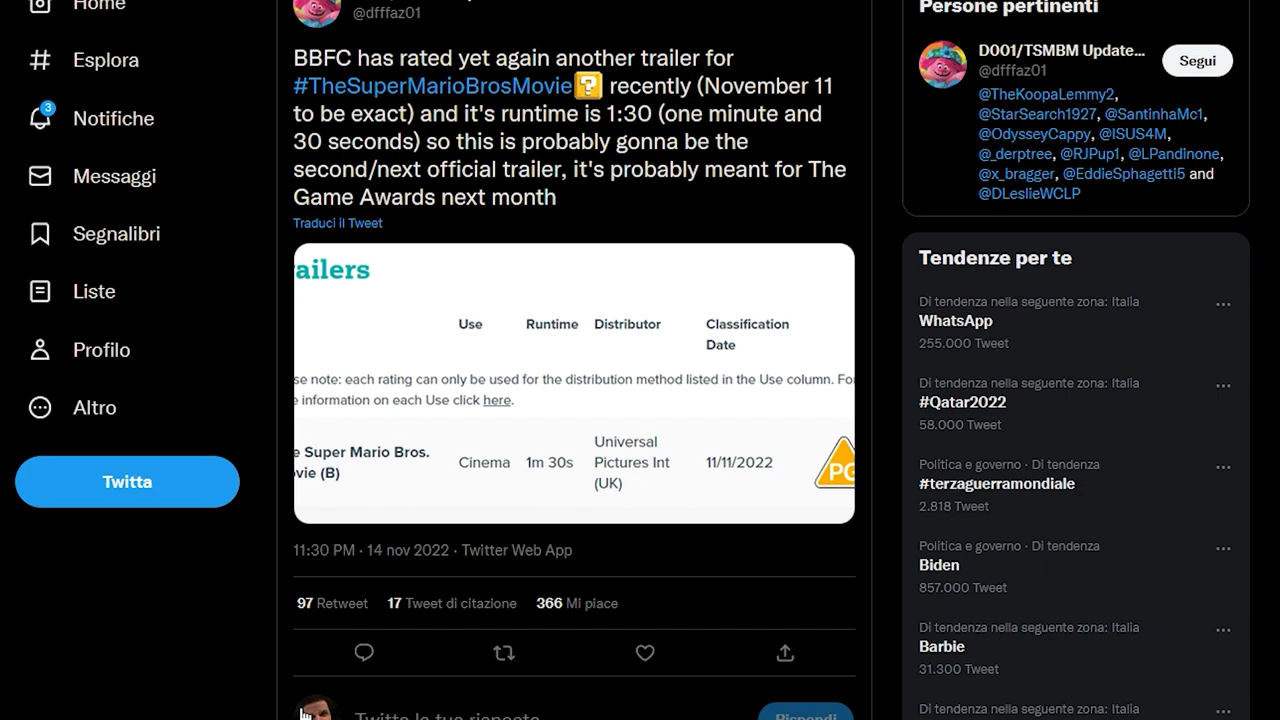 Home
Esplora
3
Notifiche
Messaggi
Segnalibri
Liste
Profilo
Altro
Twitta
@dfffaz01
BBFC has rated yet again another trailer for
#TheSuperMarioBrosMovie recently (November 11
to be exact) and it's runtime is 1:30 (one minute and
30 seconds) so this is probably gonna be the
second/next official trailer, it's probably meant for The
Game Awards next month
Traduci il Tweet
ailers
Use Runtime Distributor Classification
Date
se note: each rating can only be used for the distribution method listed in the Use column. For
e information on each Use click here.
e Super Mario Bros.
ovie (B)
Cinema 1m 30s
Universal
Pictures Int
(UK)
11/11/2022
PG
11:30 PM · 14 nov 2022 · Twitter Web App
97 Retweet 17 Tweet di citazione 366 Mi piace
Twitta la tua risposta
Rispondi
Persone pertinenti
D001/TSMBM Update...
@dfffaz01
Segui
@TheKoopaLemmy2,
@StarSearch1927, @SantinhaMc1,
@OdysseyCappy, @ISUS4M,
@_derptree, @RJPup1, @LPandinone,
@x_bragger, @EddieSphagetti5 and
@DLeslieWCLP
Tendenze per te
Di tendenza nella seguente zona: Italia
WhatsApp
255.000 Tweet
Di tendenza nella seguente zona: Italia
#Qatar2022
58.000 Tweet
Politica e governo · Di tendenza
#terzaguerramondiale
2.818 Tweet
Politica e governo · Di tendenza
Biden
857.000 Tweet
Di tendenza nella seguente zona: Italia
Barbie
31.300 Tweet
Di tendenza nella seguente zona: Italia